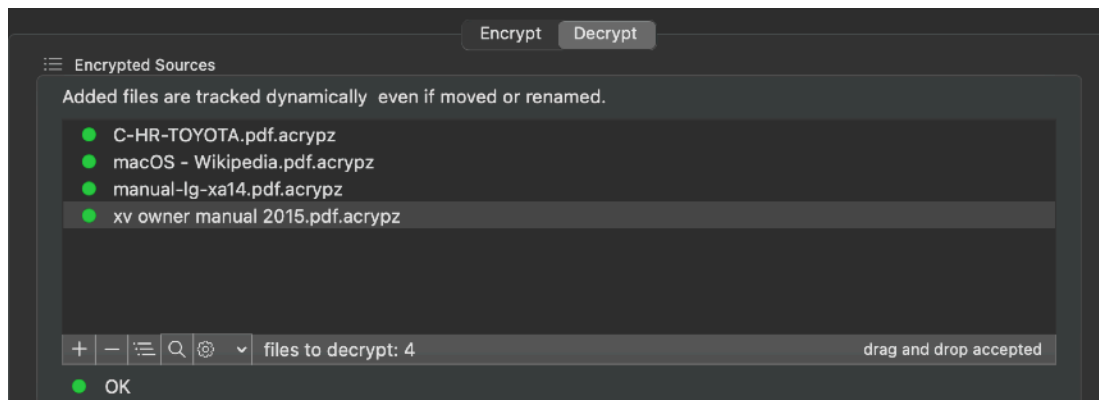 Encrypt Decrypt
Encrypted Sources
Added files are tracked dynamically  even if moved or renamed.
C-HR-TOYOTA.pdf.acrypz
macOS - Wikipedia.pdf.acrypz
manual-lg-xa14.pdf.acrypz
xv owner manual 2015.pdf.acrypz
files to decrypt: 4 drag and drop accepted
OK